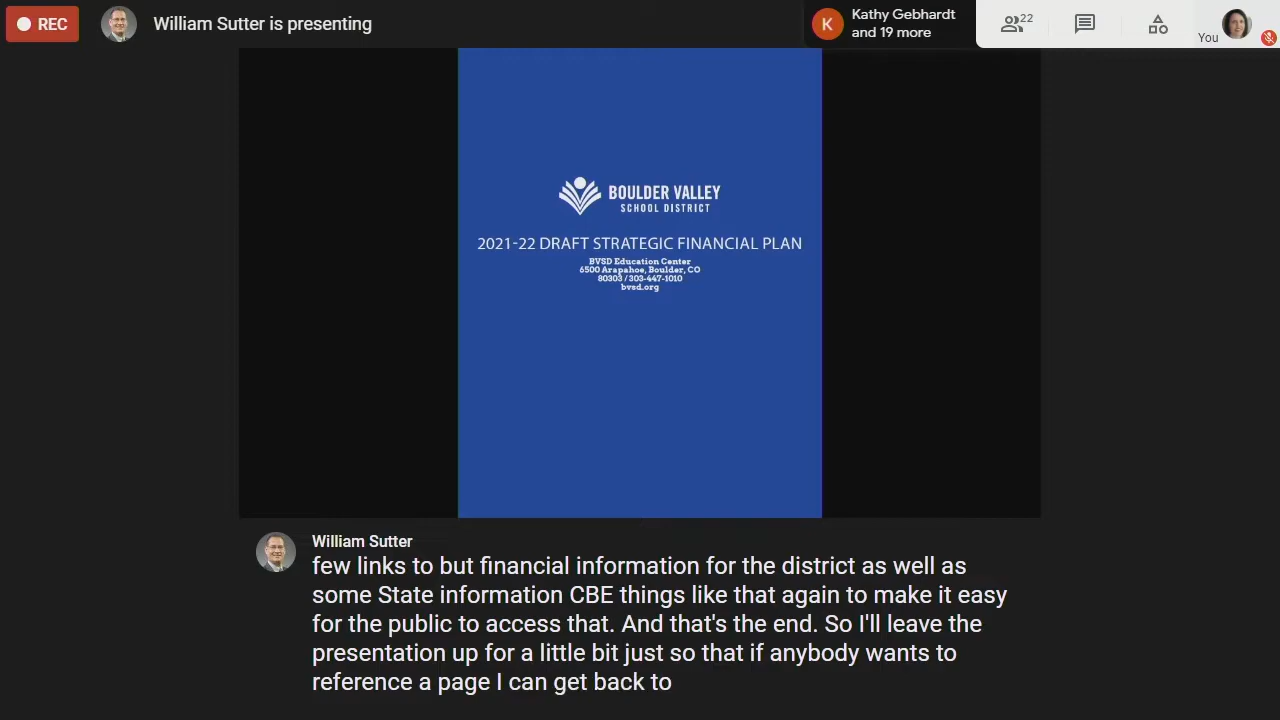 REC
William Sutter is presenting
K
Kathy Gebhardt
and 19 more
22
You
BOULDER VALLEY
SCHOOL DISTRICT
2021-22 DRAFT STRATEGIC FINANCIAL PLAN
BVSD Education Center
6500 Arapahoe, Boulder, CO
80303 / 303-447-1010
bvsd.org
William Sutter
few links to but financial information for the district as well as
some State information CBE things like that again to make it easy
for the public to access that. And that's the end. So I'll leave the
presentation up for a little bit just so that if anybody wants to
reference a page I can get back to